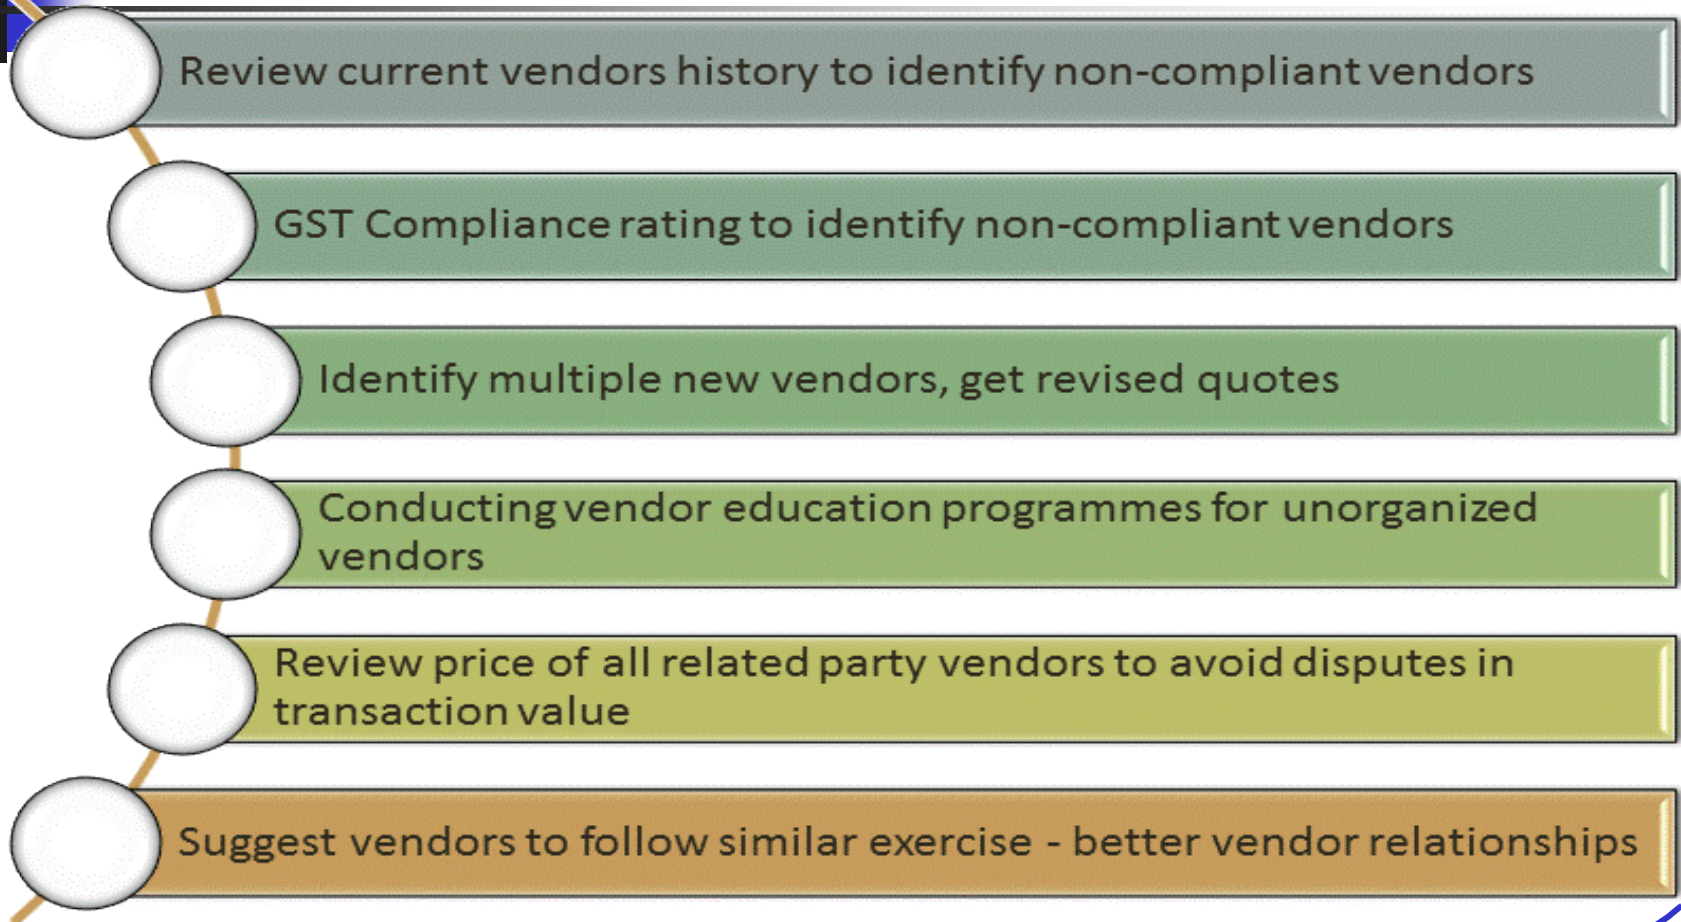 Review current vendors history to identify non-compliant vendors
GST Compliance rating to identify non-compliant vendors
Identify multiple new vendors, get revised quotes
Conducting vendor education programmes for unorganized
vendors
Review price of all related party vendors to avoid disputes in
transaction value
Suggest vendors to follow similar exercise - better vendor relationships